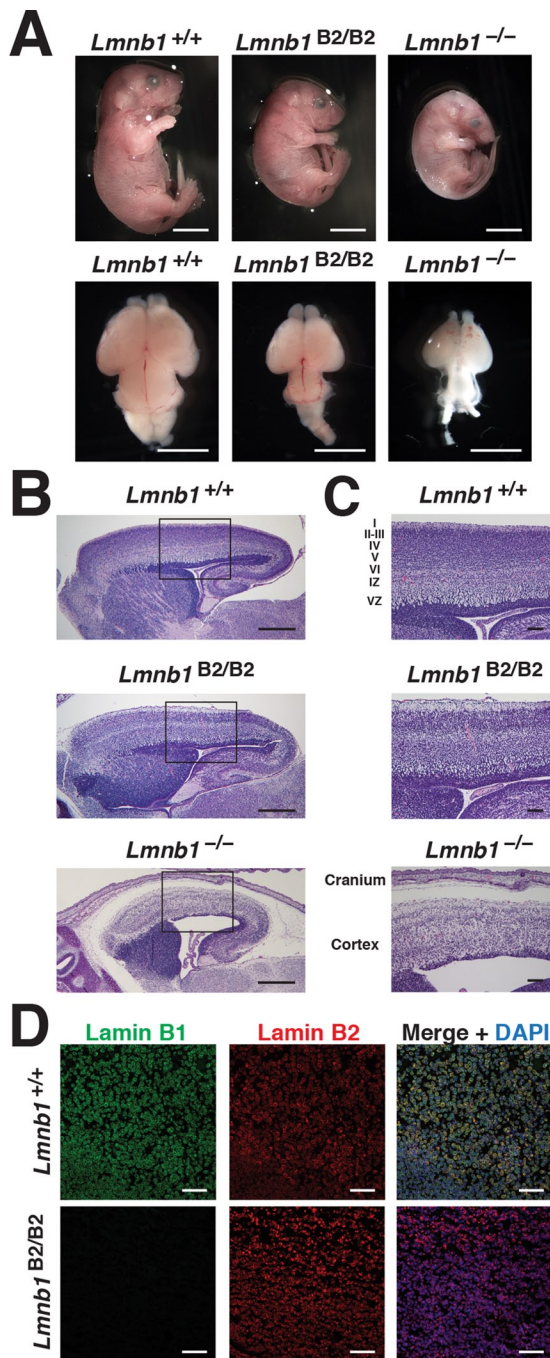 A
Lmnb1 +/+ Lmnb1 B2/B2 Lmnb1 –/–
Lmnb1 +/+ Lmnb1 B2/B2 Lmnb1 –/–
B
Lmnb1 +/+
Lmnb1 B2/B2
Lmnb1 –/–
C
Lmnb1 +/+
I
II-III
IV
V
VI
IZ
VZ
Lmnb1 B2/B2
Lmnb1 –/–
Cranium
Cortex
D
Lamin B1 Lamin B2 Merge + DAPI
Lmnb1 +/+
Lmnb1 B2/B2